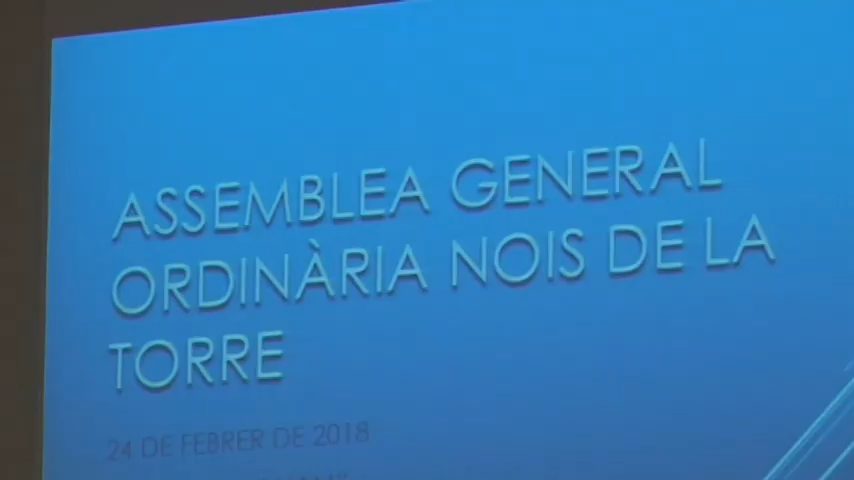 ASSEMBLEA GENERAL
ORDINÀRIA NOIS DE LA
TORRE
24 DE FEBRER DE 2018